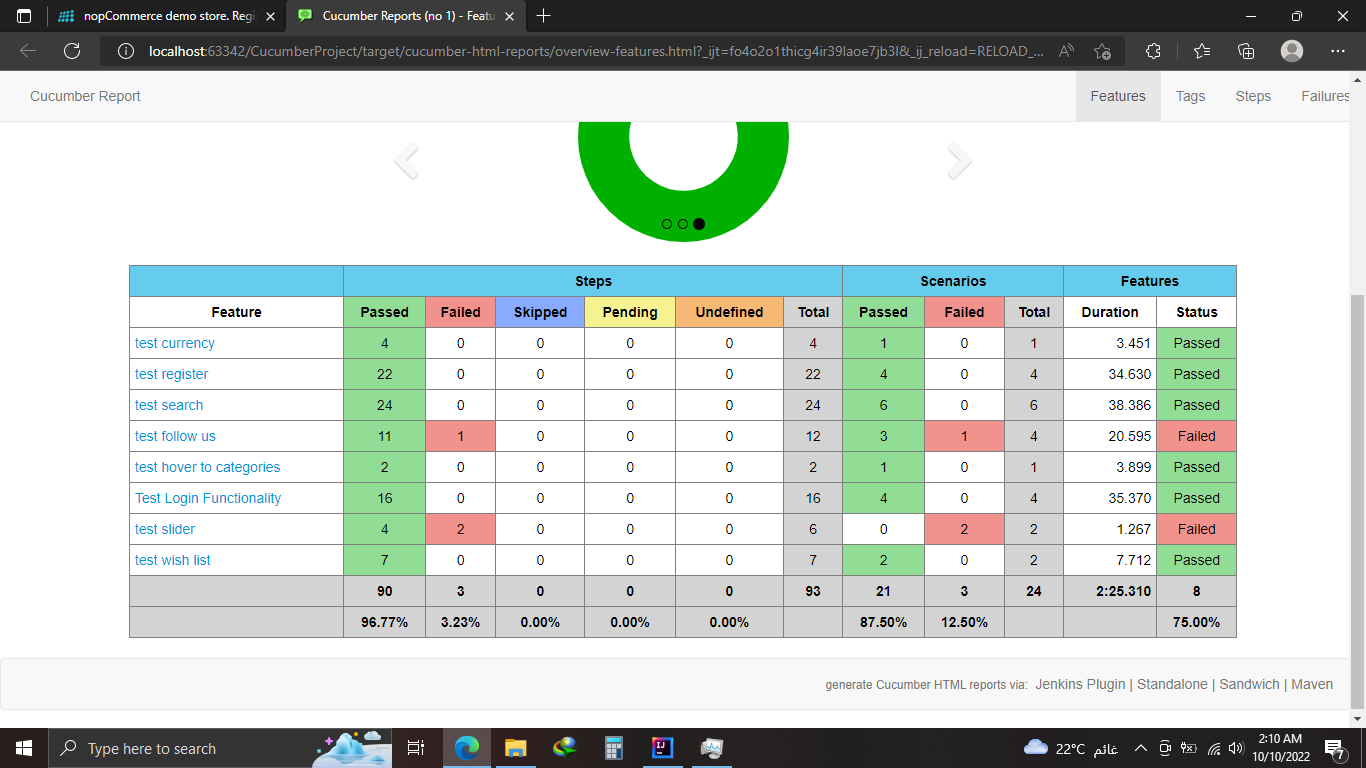 nopCommerce demo store. Regi
Cucumber Reports (no 1) - Featu
localhost:63342/CucumberProject/target/cucumber-html-reports/overview-features.html?_ijt=fo4o2o1thicg4ir39laoe7jb3l&_ij_reload=RELOAD_...
Cucumber Report Features Tags Steps Failures
Steps Scenarios Features
Feature Passed Failed Skipped Pending Undefined Total Passed Failed Total Duration Status
test currency 4 0 0 0 0 4 1 0 1 3.451 Passed
test register 22 0 0 0 0 22 4 0 4 34.630 Passed
test search 24 0 0 0 0 24 6 0 6 38.386 Passed
test follow us 11 1 0 0 0 12 3 1 4 20.595 Failed
test hover to categories 2 0 0 0 0 2 1 0 1 3.899 Passed
Test Login Functionality 16 0 0 0 0 16 4 0 4 35.370 Passed
test slider 4 2 0 0 0 6 0 2 2 1.267 Failed
test wish list 7 0 0 0 0 7 2 0 2 7.712 Passed
90 3 0 0 0 93 21 3 24 2:25.310 8
96.77% 3.23% 0.00% 0.00% 0.00% 87.50% 12.50% 75.00%
generate Cucumber HTML reports via: Jenkins Plugin | Standalone | Sandwich | Maven
Type here to search
22°C غائم
2:10 AM
10/10/2022
7